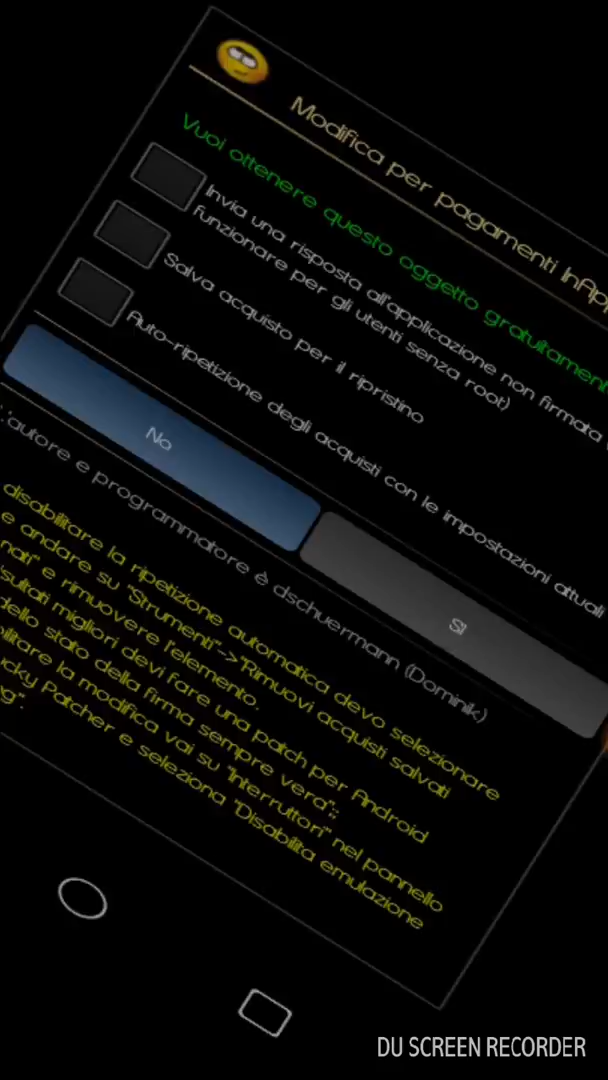 Modifica per pagamenti InApp
Vuoi ottenere questo oggetto gratuitament
Invia una risposta all'applicazione non firmata (
funzionare per gli utenti senza root)
Salva acquisto per il ripristino
Auto-ripetizione degli acquisti con le impostazioni attuali
No
Sì
L'autore e programmatore è dschuermann (Dominik)
disabilitare la ripetizione automatica devo selezionare
e andare su "Strumenti"->"Rimuovi acquisti salvati
nati" e rimuovere l'elemento.
sultati migliori devi fare una patch per Android
dello stato della firma sempre vera";
bilitare la modifica vai su "Interruttori" nel pannello
ucky Patcher e seleziona "Disabilita emulazione
DU SCREEN RECORDER